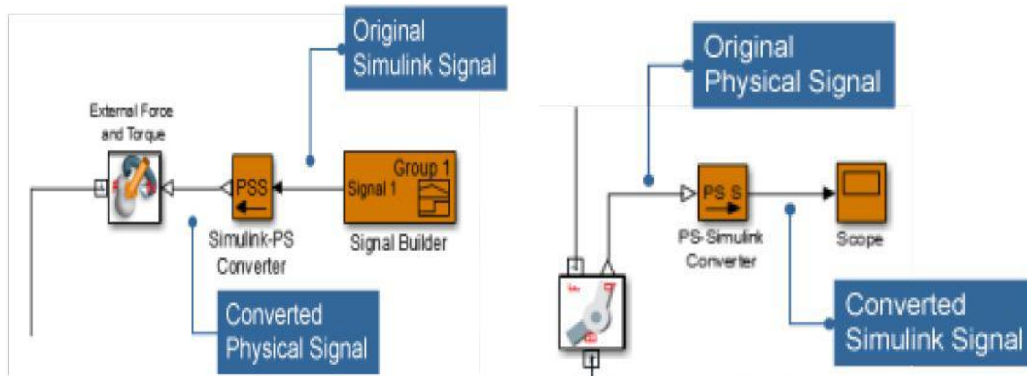 Original
Simulink Signal
External Force
and Torque
PSS
Group 1
Signal 1
Simulink-PS
Converter
Signal Builder
Converted
Physical Signal
Original
Physical Signal
PS S
PS-Simulink
Converter
Scope
F
q
B
Converted
Simulink Signal